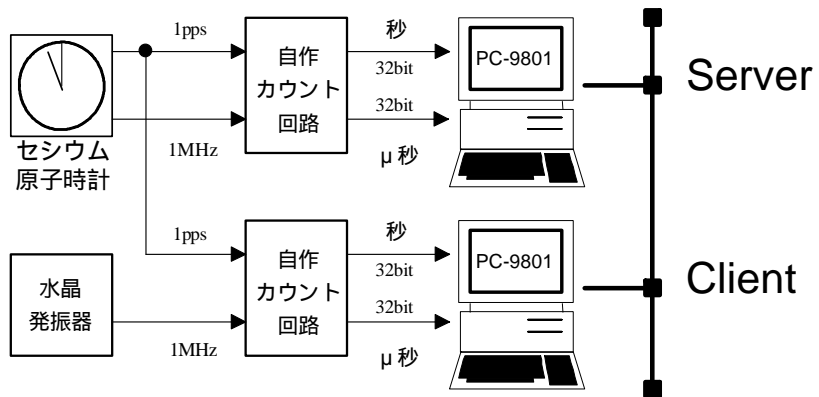 1pps
自作
カウント
回路
秒
32bit
32bit
μ秒
PC-9801
Server
1MHz
セシウム
原子時計
1pps
自作
カウント
回路
秒
32bit
32bit
μ秒
PC-9801
Client
水晶
発振器
1MHz